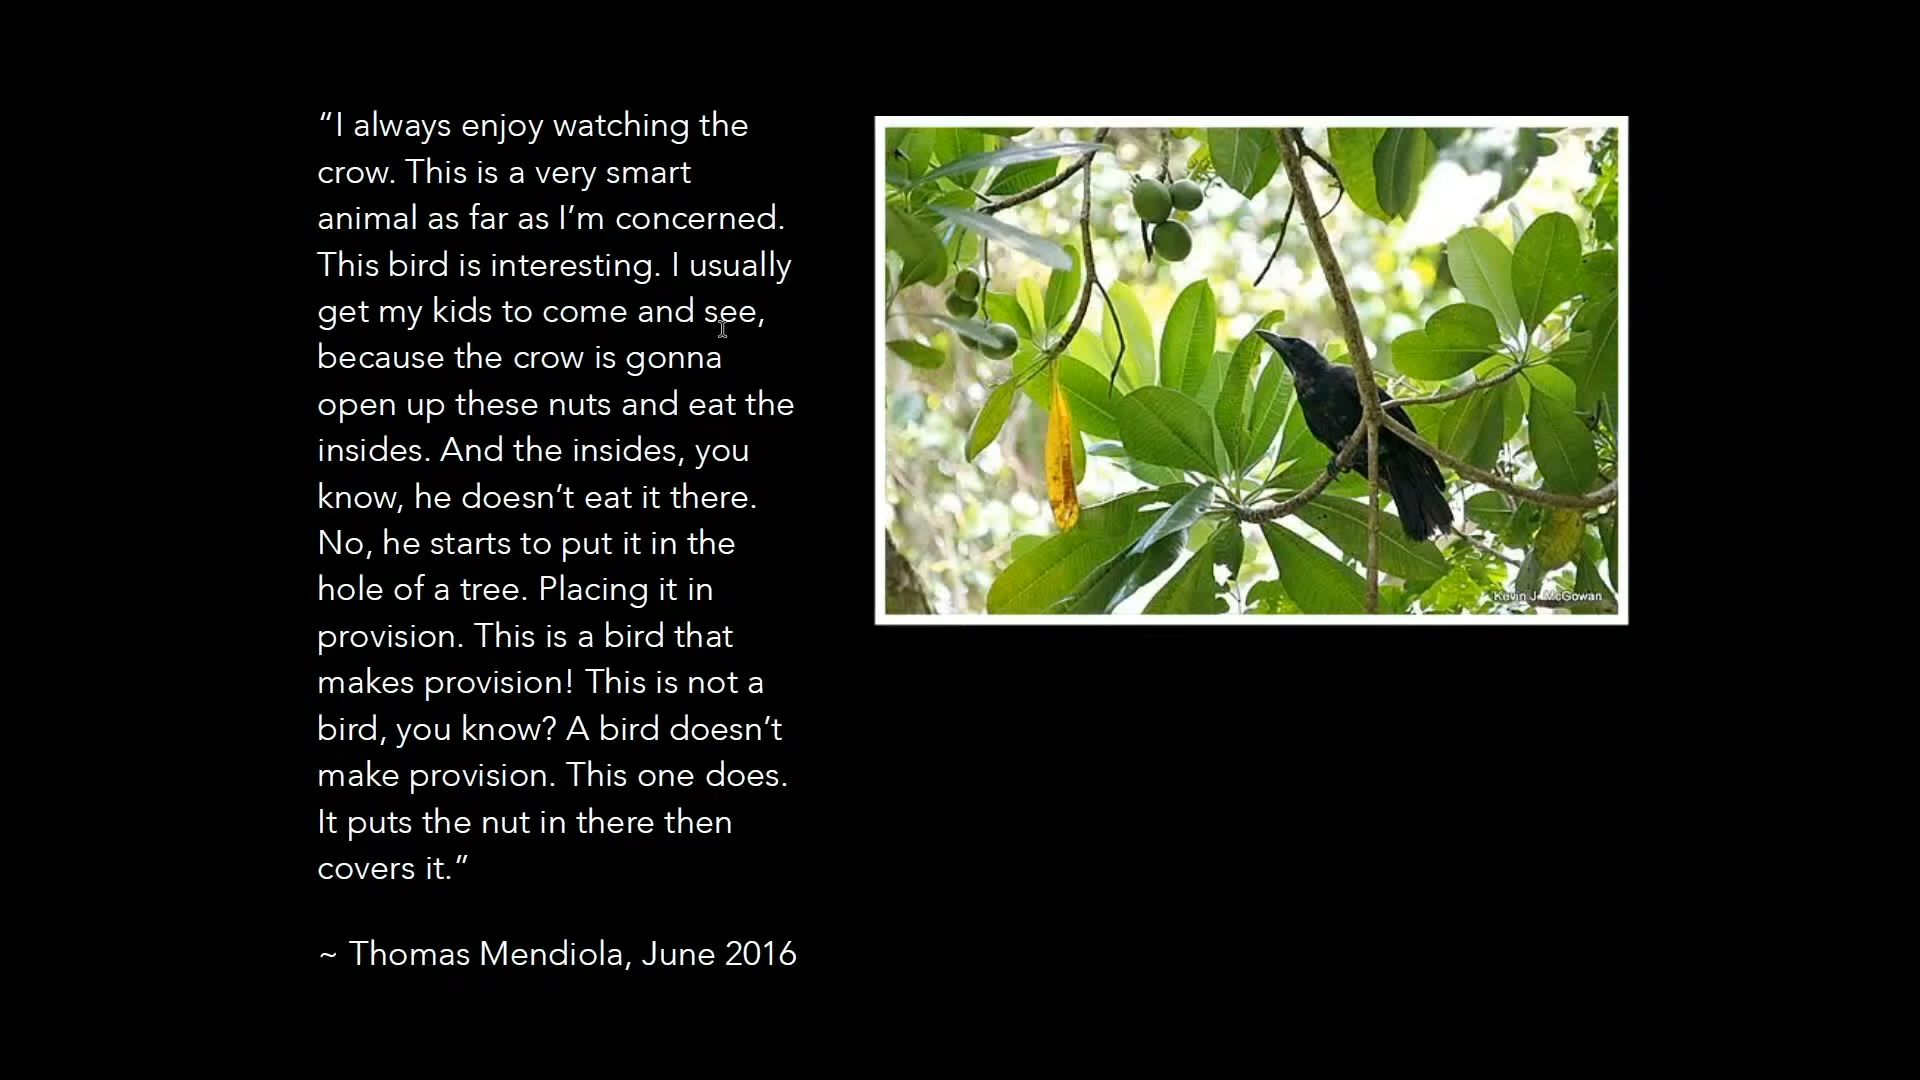 “I always enjoy watching the
crow. This is a very smart
animal as far as I’m concerned.
This bird is interesting. I usually
get my kids to come and see,
because the crow is gonna
open up these nuts and eat the
insides. And the insides, you
know, he doesn’t eat it there.
No, he starts to put it in the
hole of a tree. Placing it in
provision. This is a bird that
makes provision! This is not a
bird, you know? A bird doesn’t
make provision. This one does.
It puts the nut in there then
covers it.”
~ Thomas Mendiola, June 2016
Kevin J. McGowan